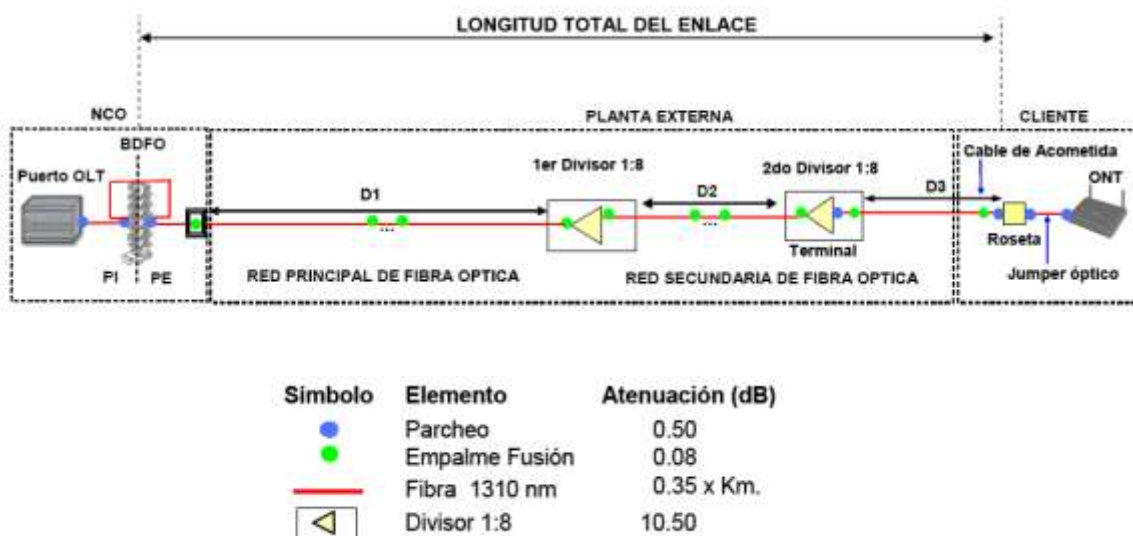 LONGITUD TOTAL DEL ENLACE
NCO
PLANTA EXTERNA
CLIENTE
BDFO
Puerto OLT
1er Divisor 1:8
2do Divisor 1:8
Cable de Acometida
ONT
D1
D2
D3
Terminal
Roseta
PI
PE
RED PRINCIPAL DE FIBRA OPTICA
RED SECUNDARIA DE FIBRA OPTICA
Jumper óptico
...
...
Símbolo Elemento Atenuación (dB)
Parcheo 0.50
Empalme Fusión 0.08
Fibra 1310 nm 0.35 x Km.
Divisor 1:8 10.50